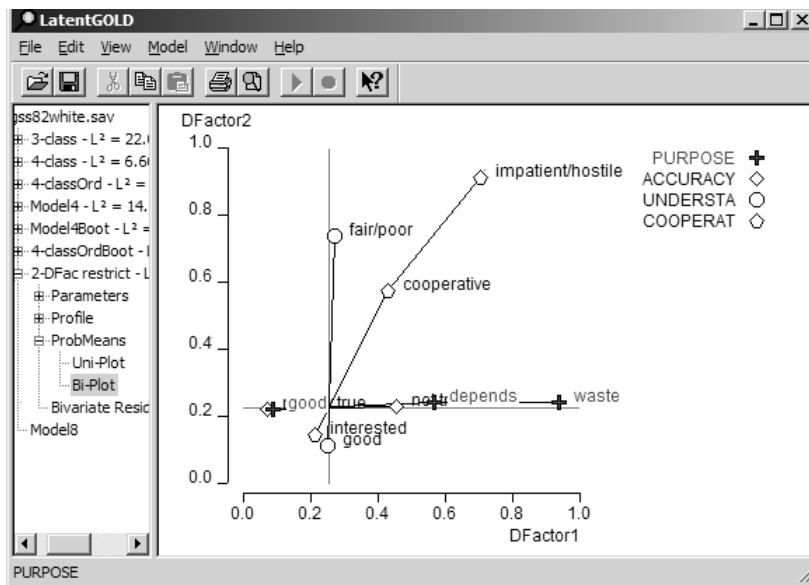 LatentGOLD
File Edit View Model Window Help
gss82white.sav
3-class - L² = 22.
4-class - L² = 6.6
4-classOrd - L² =
Model4 - L² = 14.
Model4Boot - L² =
4-classOrdBoot - L
2-DFac restrict - L
Parameters
Profile
ProbMeans
Uni-Plot
Bi-Plot
Bivariate Resid
Model8
DFactor2
1.0
0.8
0.6
0.4
0.2
0.0
0.0 0.2 0.4 0.6 0.8 1.0
DFactor1
impatient/hostile
fair/poor
cooperative
good true
depends
waste
interested
good
PURPOSE
ACCURACY
UNDERSTA
COOPERAT
PURPOSE